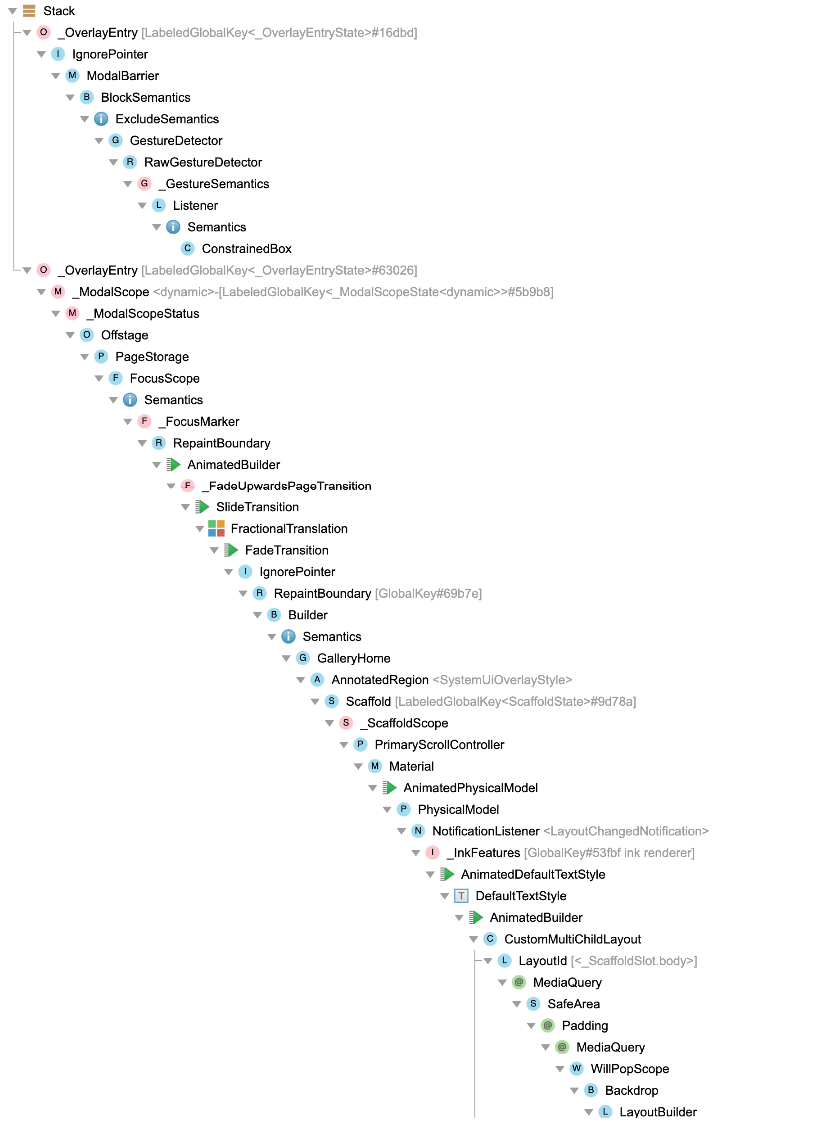 Stack
O _OverlayEntry [LabeledGlobalKey<_OverlayEntryState>#16dbd]
I IgnorePointer
M ModalBarrier
B BlockSemantics
i ExcludeSemantics
G GestureDetector
R RawGestureDetector
G _GestureSemantics
L Listener
i Semantics
C ConstrainedBox
O _OverlayEntry [LabeledGlobalKey<_OverlayEntryState>#63026]
M _ModalScope <dynamic>-[LabeledGlobalKey<_ModalScopeState<dynamic>>#5b9b8]
M _ModalScopeStatus
O Offstage
P PageStorage
F FocusScope
i Semantics
F _FocusMarker
R RepaintBoundary
AnimatedBuilder
F _FadeUpwardsPageTransition
SlideTransition
FractionalTranslation
FadeTransition
I IgnorePointer
R RepaintBoundary [GlobalKey#69b7e]
B Builder
i Semantics
G GalleryHome
A AnnotatedRegion <SystemUiOverlayStyle>
S Scaffold [LabeledGlobalKey<ScaffoldState>#9d78a]
S _ScaffoldScope
P PrimaryScrollController
M Material
AnimatedPhysicalModel
P PhysicalModel
N NotificationListener <LayoutChangedNotification>
I _InkFeatures [GlobalKey#53fbf ink renderer]
AnimatedDefaultTextStyle
T DefaultTextStyle
AnimatedBuilder
C CustomMultiChildLayout
L LayoutId [<_ScaffoldSlot.body>]
@ MediaQuery
S SafeArea
@ Padding
@ MediaQuery
W WillPopScope
B Backdrop
L LayoutBuilder